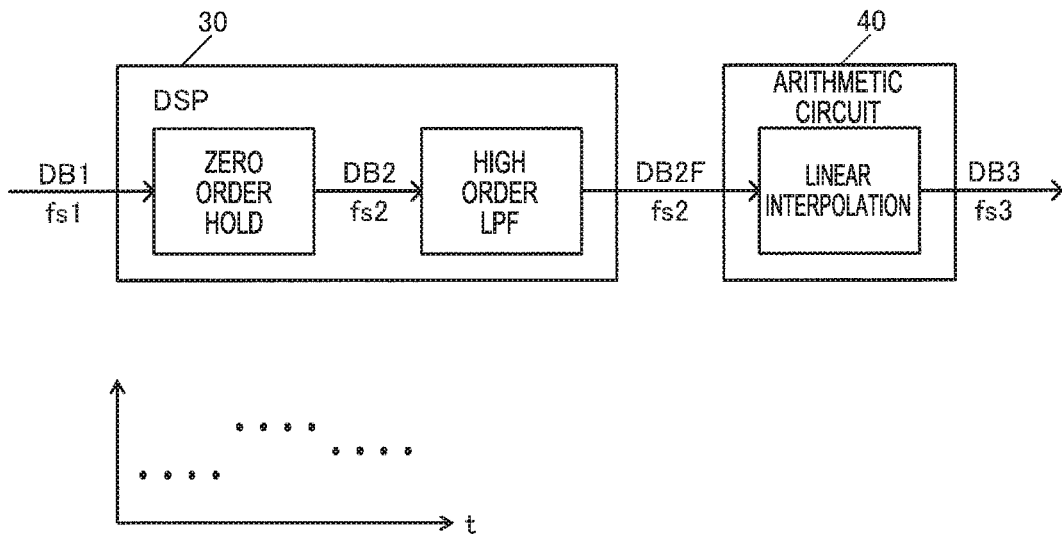 30
40
DSP
ARITHMETIC
CIRCUIT
DB1
fs1
ZERO
ORDER
HOLD
DB2
fs2
HIGH
ORDER
LPF
DB2F
fs2
LINEAR
INTERPOLATION
DB3
fs3
t